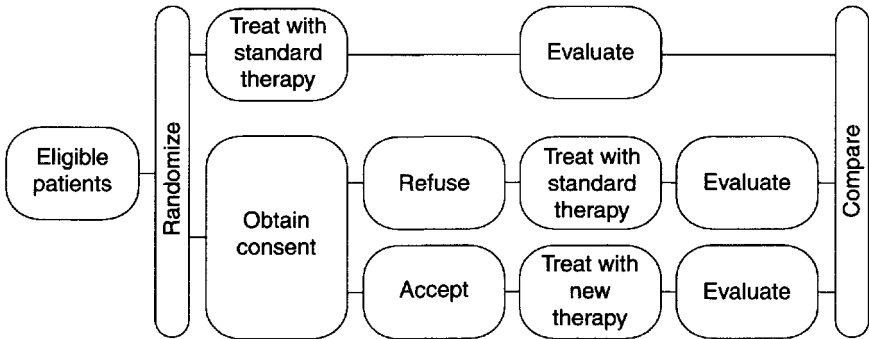 Eligible
patients
Randomize
Treat with
standard
therapy
Evaluate
Obtain
consent
Refuse
Treat with
standard
therapy
Evaluate
Accept
Treat with
new
therapy
Evaluate
Compare